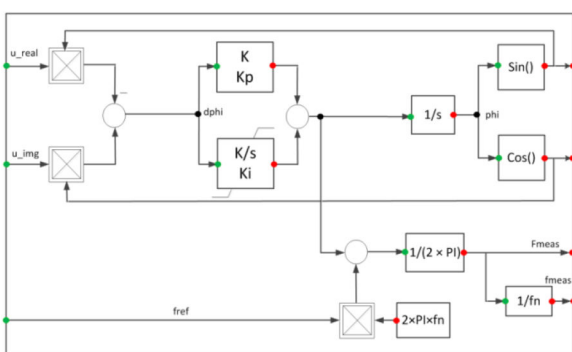 u_real
K
Kp
Sin()
dphi
1/s
phi
u_img
K/s
Ki
Cos()
1/(2 × PI)
Fmeas
fmeas
1/fn
fref
2×PI×fn